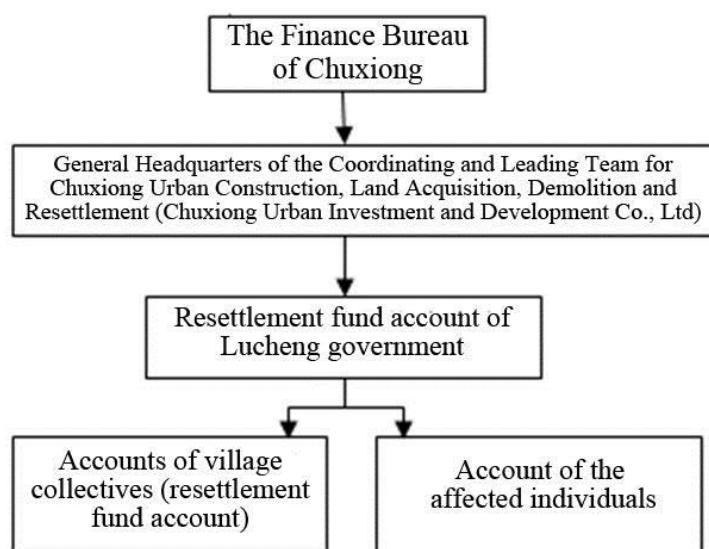 The Finance Bureau
of Chuxiong
General Headquarters of the Coordinating and Leading Team for
Chuxiong Urban Construction, Land Acquisition, Demolition and
Resettlement (Chuxiong Urban Investment and Development Co., Ltd)
Resettlement fund account of
Lucheng government
Accounts of village
collectives (resettlement
fund account)
Account of the
affected individuals